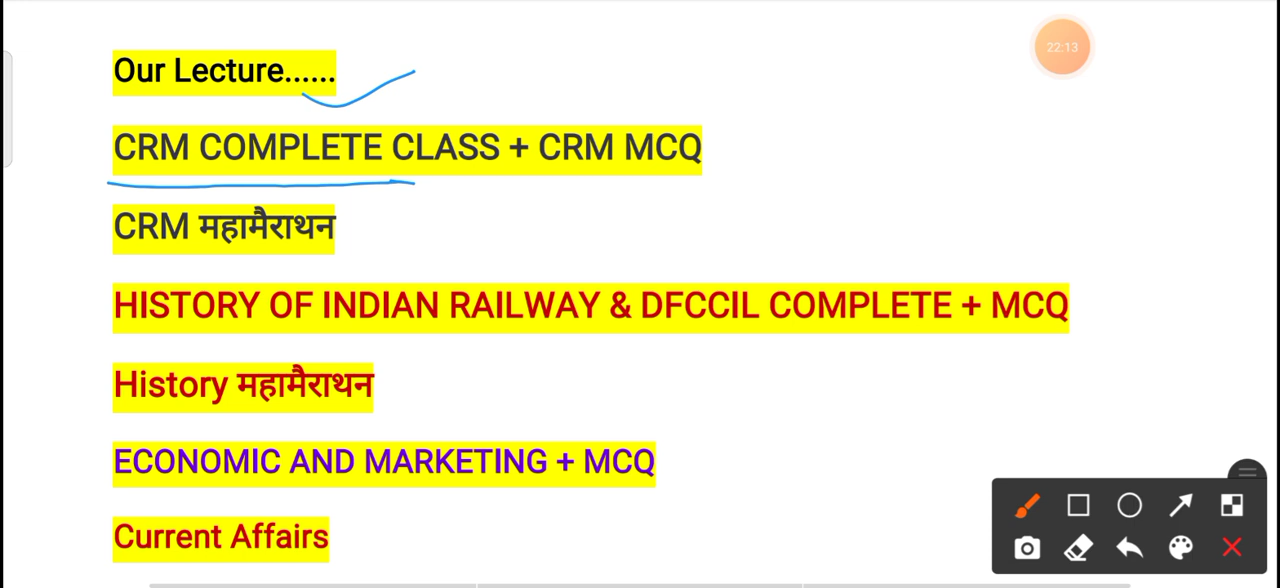 22:13
Our Lecture......
CRM COMPLETE CLASS + CRM MCQ
CRM महामैराथन
HISTORY OF INDIAN RAILWAY & DFCCIL COMPLETE + MCQ
History महामैराथन
ECONOMIC AND MARKETING + MCQ
Current Affairs